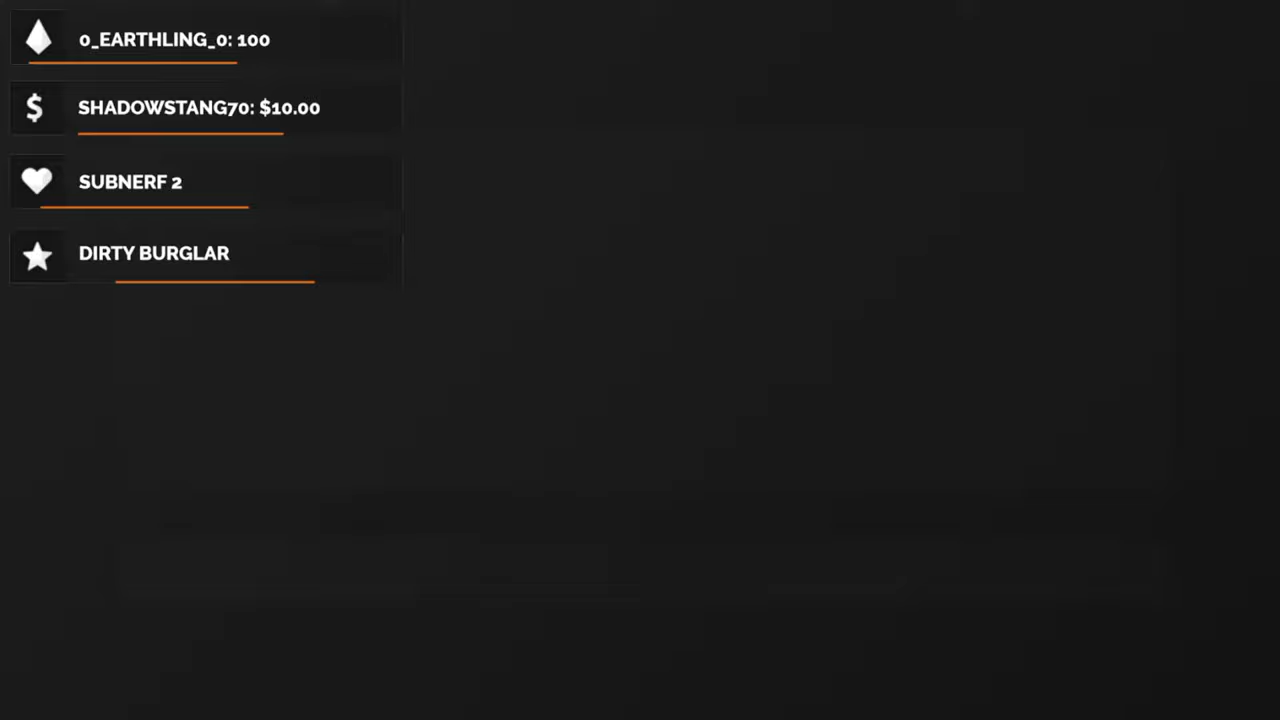 0_EARTHLING_0: 100
SHADOWSTANG70: $10.00
SUBNERF 2
DIRTY BURGLAR